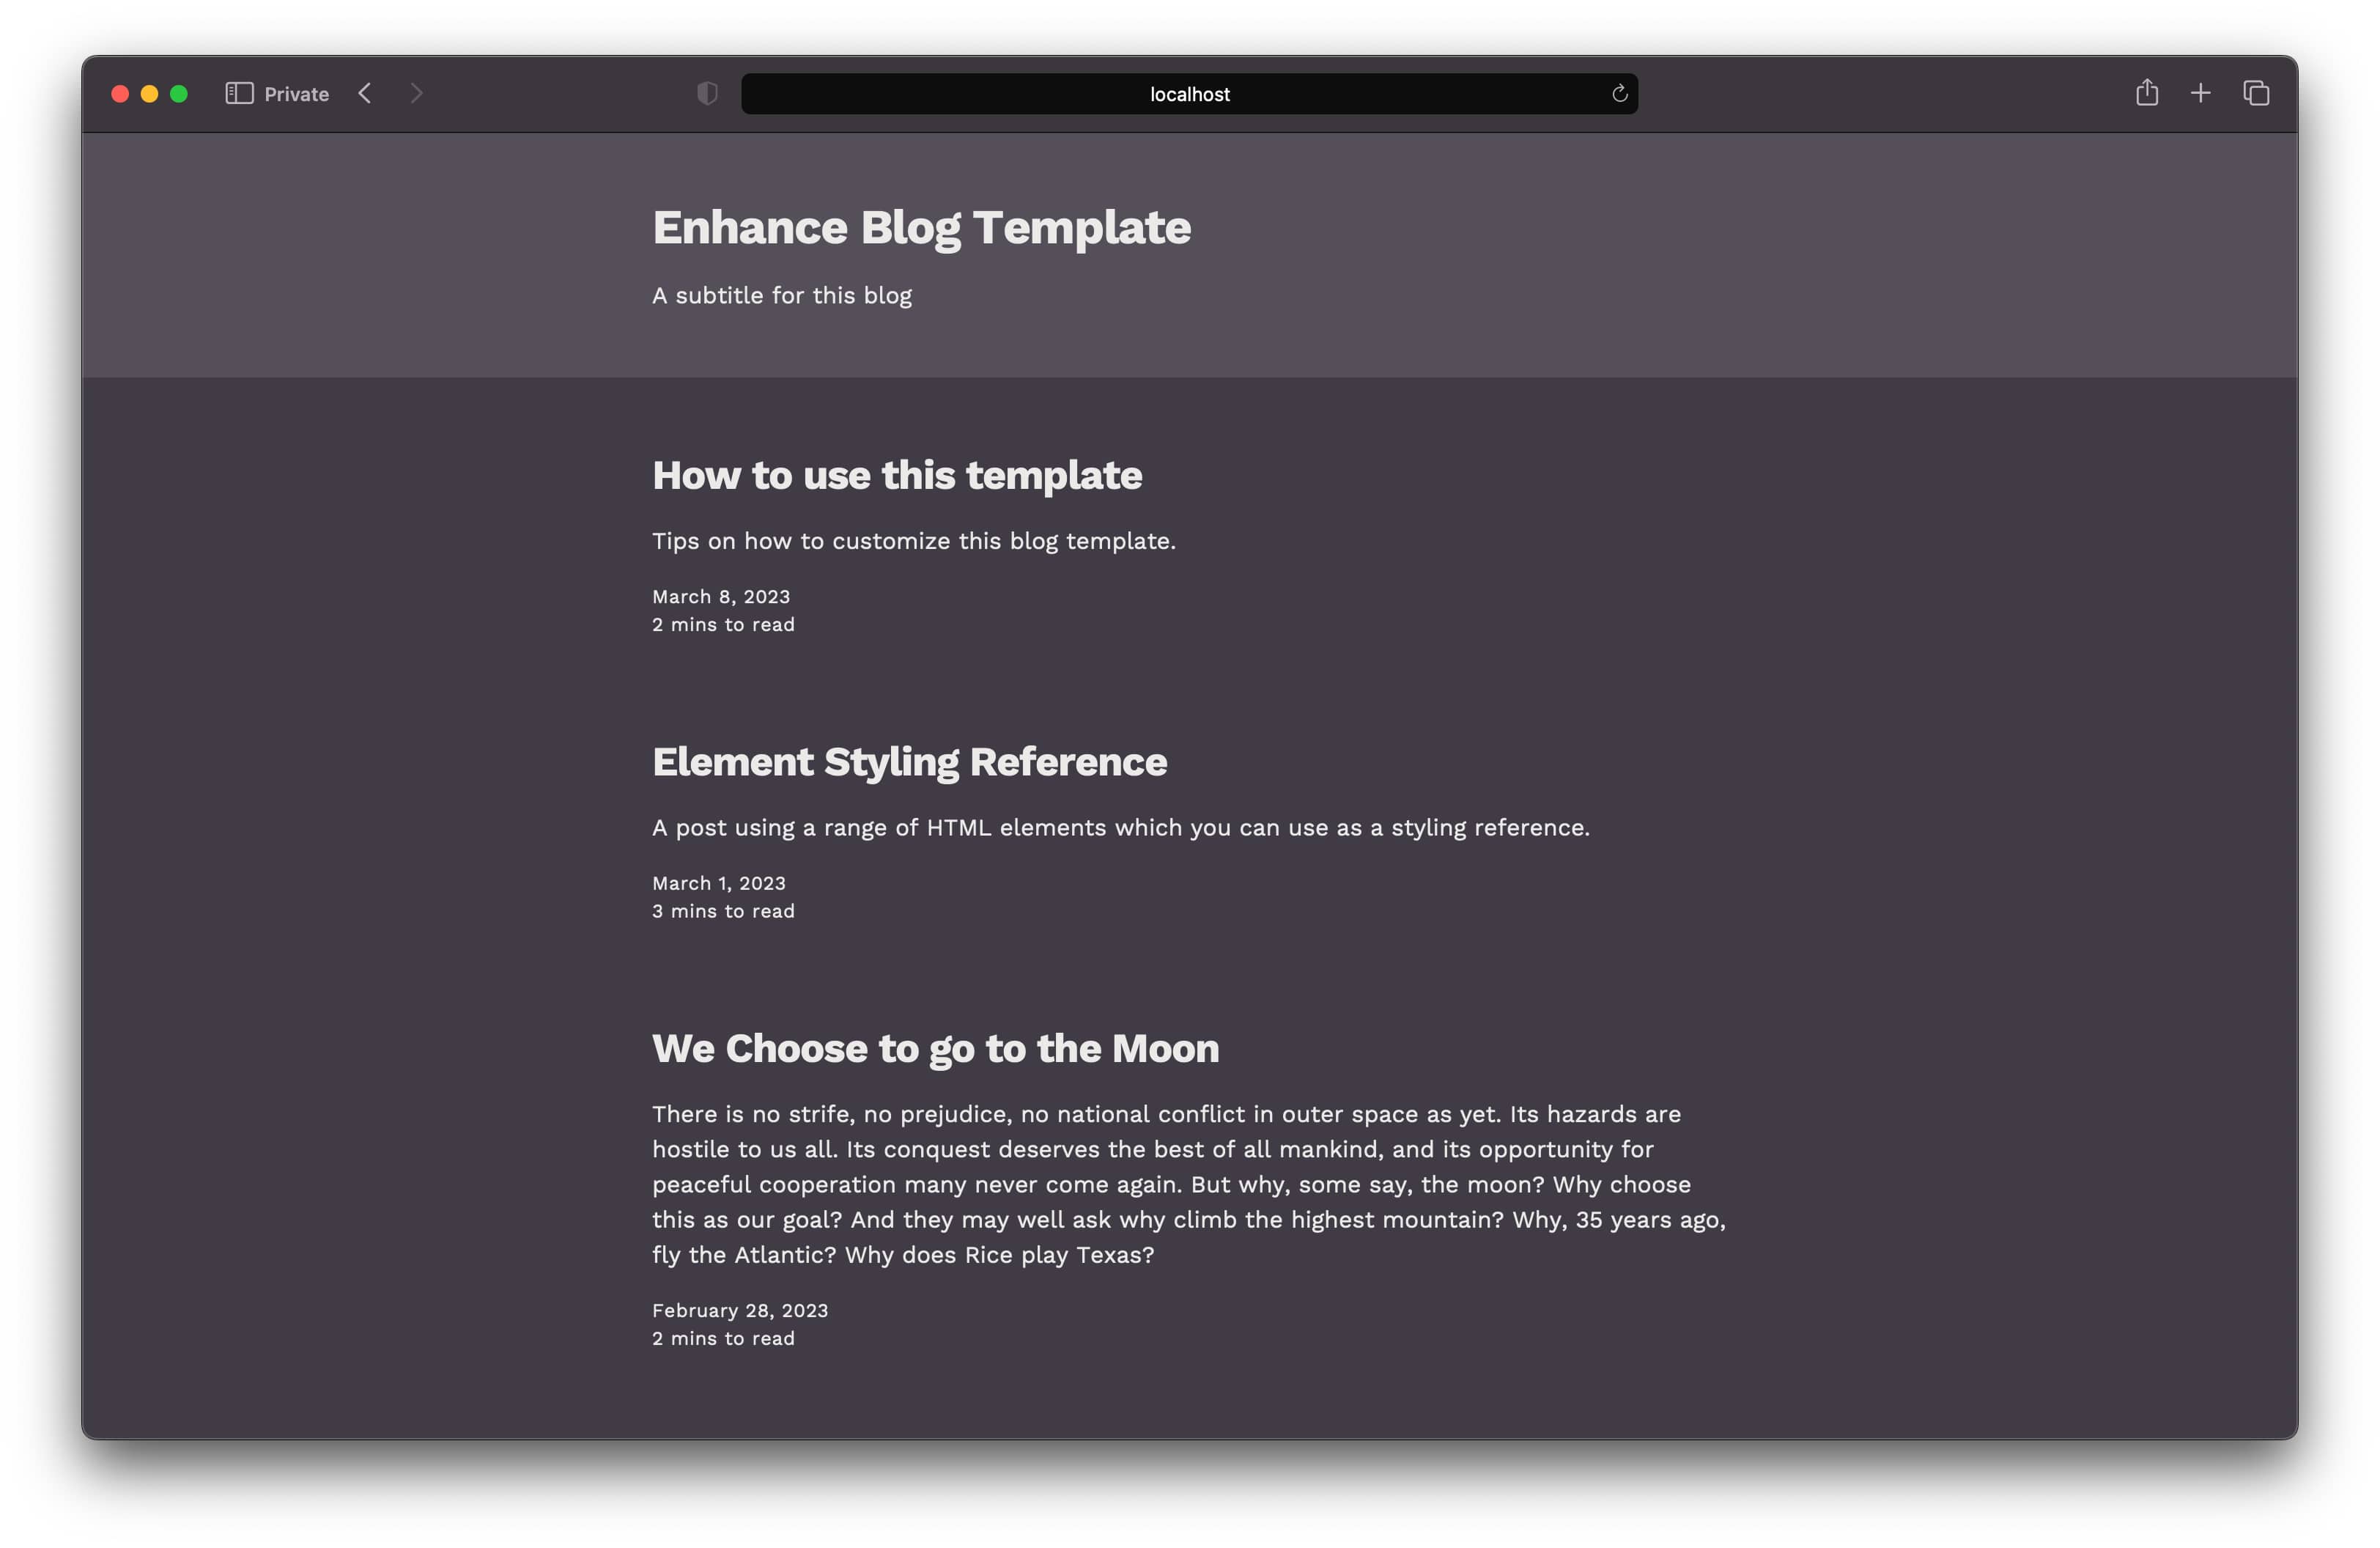 Private
localhost
Enhance Blog Template
A subtitle for this blog
How to use this template
Tips on how to customize this blog template.
March 8, 2023
2 mins to read
Element Styling Reference
A post using a range of HTML elements which you can use as a styling reference.
March 1, 2023
3 mins to read
We Choose to go to the Moon
There is no strife, no prejudice, no national conflict in outer space as yet. Its hazards are
hostile to us all. Its conquest deserves the best of all mankind, and its opportunity for
peaceful cooperation many never come again. But why, some say, the moon? Why choose
this as our goal? And they may well ask why climb the highest mountain? Why, 35 years ago,
fly the Atlantic? Why does Rice play Texas?
February 28, 2023
2 mins to read